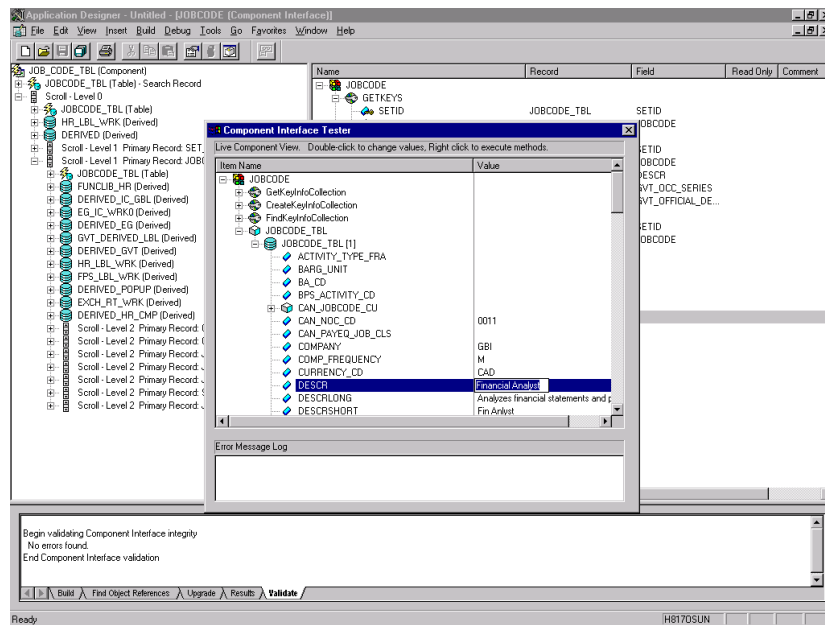 Application Designer - Untitled - [JOBCODE (Component Interface)]
File Edit View Insert Build Debug Tools Go Favorites Window Help
JOB_CODE_TBL (Component)
JOBCODE_TBL (Table) - Search Record
Scroll - Level 0
JOBCODE_TBL (Table)
HR_LBL_WRK (Derived)
DERIVED (Derived)
Scroll - Level 1 Primary Record: SET_
Scroll - Level 1 Primary Record: JOBC
JOBCODE_TBL (Table)
FUNCLIB_HR (Derived)
DERIVED_IC_GBL (Derived)
EG_IC_WRK0 (Derived)
DERIVED_EG (Derived)
GVT_DERIVED_LBL (Derived)
DERIVED_GVT (Derived)
HR_LBL_WRK (Derived)
FPS_LBL_WRK (Derived)
DERIVED_POPUP (Derived)
EXCH_RT_WRK (Derived)
DERIVED_HR_CMP (Derived)
Scroll - Level 2 Primary Record:
Scroll - Level 2 Primary Record:
Scroll - Level 2 Primary Record:
Scroll - Level 2 Primary Record:
Scroll - Level 2 Primary Record:
Scroll - Level 2 Primary Record:
Scroll - Level 2 Primary Record:
Name Record Field Read Only Comment
JOBCODE
GETKEYS
SETID JOBCODE_TBL SETID
JOBCODE
SETID
JOBCODE
DESCR
GVT_OCC_SERIES
GVT_OFFICIAL_DE...
SETID
JOBCODE
Component Interface Tester
Live Component View. Double-click to change values, Right click to execute methods.
Item Name Value
JOBCODE
GetKeyInfoCollection
CreateKeyInfoCollection
FindKeyInfoCollection
JOBCODE_TBL
JOBCODE_TBL [1]
ACTIVITY_TYPE_FRA
BARG_UNIT
BA_CD
BPS_ACTIVITY_CD
CAN_JOBCODE_CU
CAN_NOC_CD 0011
CAN_PAYEQ_JOB_CLS
COMPANY GBI
COMP_FREQUENCY M
CURRENCY_CD CAD
DESCR Financial Analyst
DESCRLONG Analyzes financial statements and p
DESCRSHORT Fin Anlyst
Error Message Log
Begin validating Component Interface integrity
No errors found.
End Component Interface validation
Build Find Object References Upgrade Results Validate
Ready H8170SUN